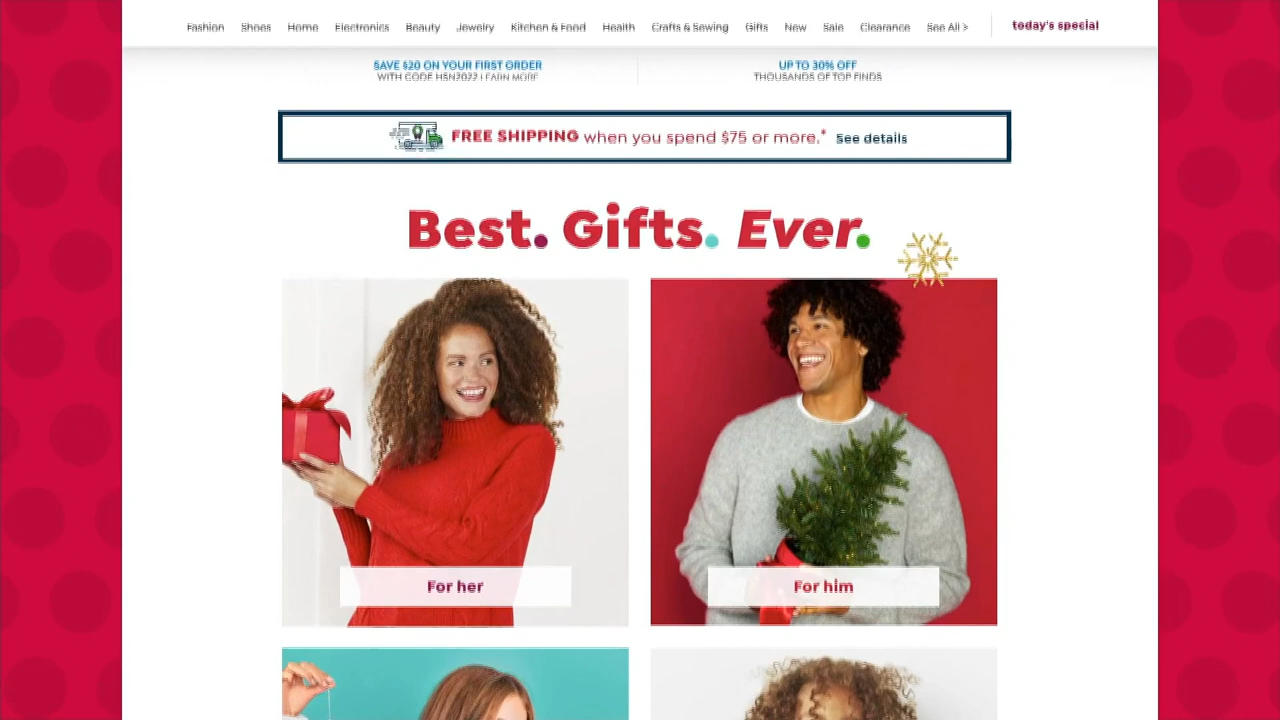 Fashion Shoes Home Electronics Beauty Jewelry Kitchen & Food Health Crafts & Sewing Gifts New Sale Clearance See All > today's special
SAVE $20 ON YOUR FIRST ORDER
WITH CODE HSN2022 LEARN MORE
UP TO 30% OFF
THOUSANDS OF TOP FINDS
FREE SHIPPING when you spend $75 or more.* See details
Best. Gifts. Ever.
For her
For him